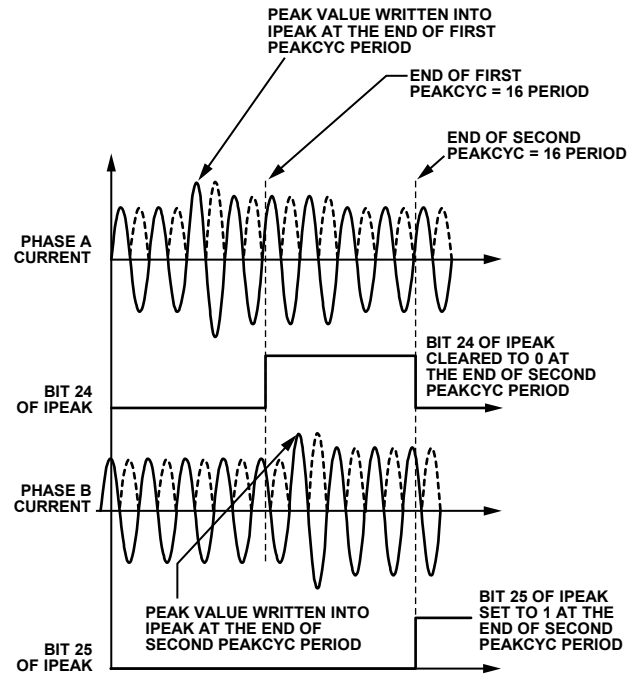 PEAK VALUE WRITTEN INTO
IPEAK AT THE END OF FIRST
PEAKCYC PERIOD
END OF FIRST
PEAKCYC = 16 PERIOD
END OF SECOND
PEAKCYC = 16 PERIOD
PHASE A
CURRENT
BIT 24 OF IPEAK
CLEARED TO 0 AT
THE END OF SECOND
PEAKCYC PERIOD
BIT 24
OF IPEAK
PHASE B
CURRENT
PEAK VALUE WRITTEN INTO
IPEAK AT THE END OF
SECOND PEAKCYC PERIOD
BIT 25 OF IPEAK
SET TO 1 AT THE
END OF SECOND
PEAKCYC PERIOD
BIT 25
OF IPEAK